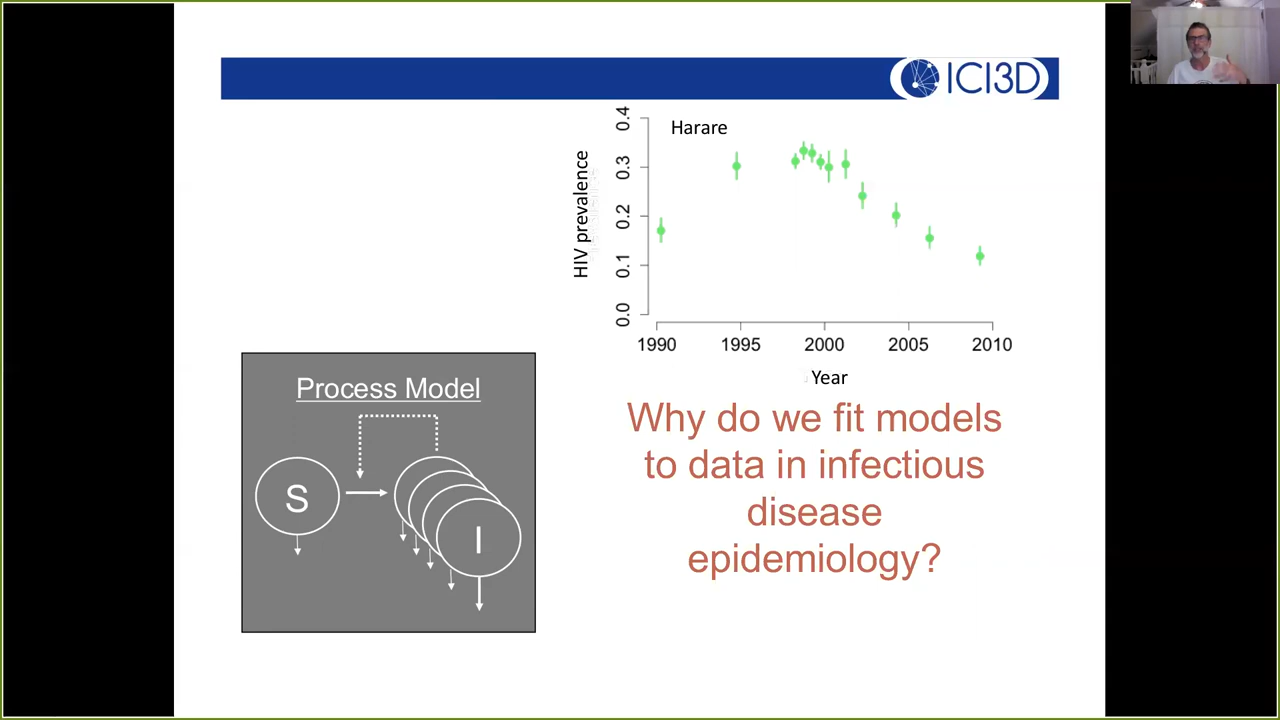 ICI3D
Harare
HIV prevalence
0.4
0.3
0.2
0.1
0.0
1990 1995 2000 2005 2010
Year
Process Model
S
I
Why do we fit models
to data in infectious
disease
epidemiology?